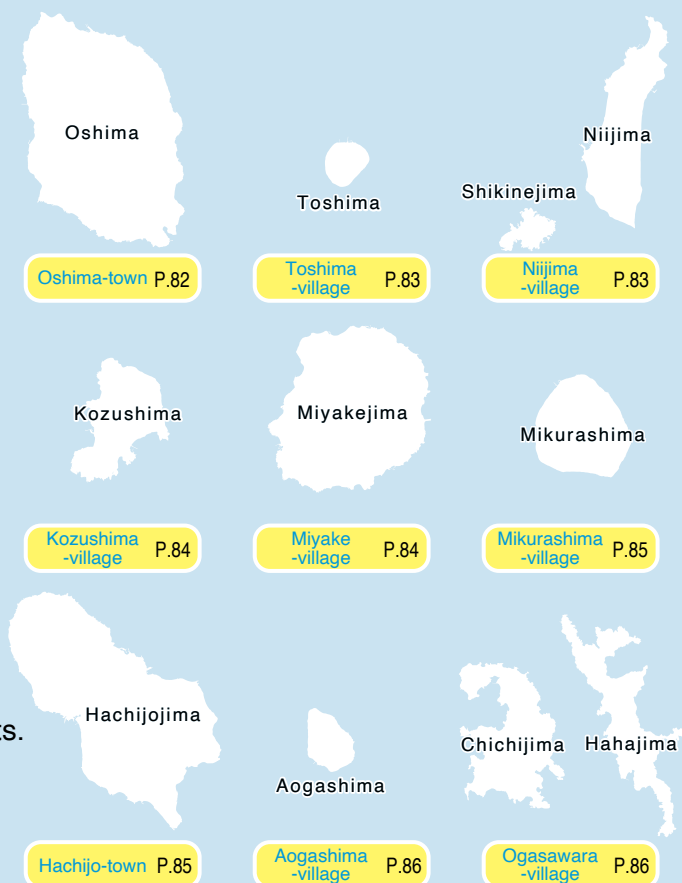 Oshima
Toshima
Shikinejima
Niijima
Oshima-town P.82
Toshima
-village P.83
Niijima
-village P.83
Kozushima
Miyakejima
Mikurashima
Kozushima
-village P.84
Miyake
-village P.84
Mikurashima
-village P.85
Hachijojima
ts.
Aogashima
Chichijima
Hahajima
Hachijo-town P.85
Aogashima
-village P.86
Ogasawara
-village P.86